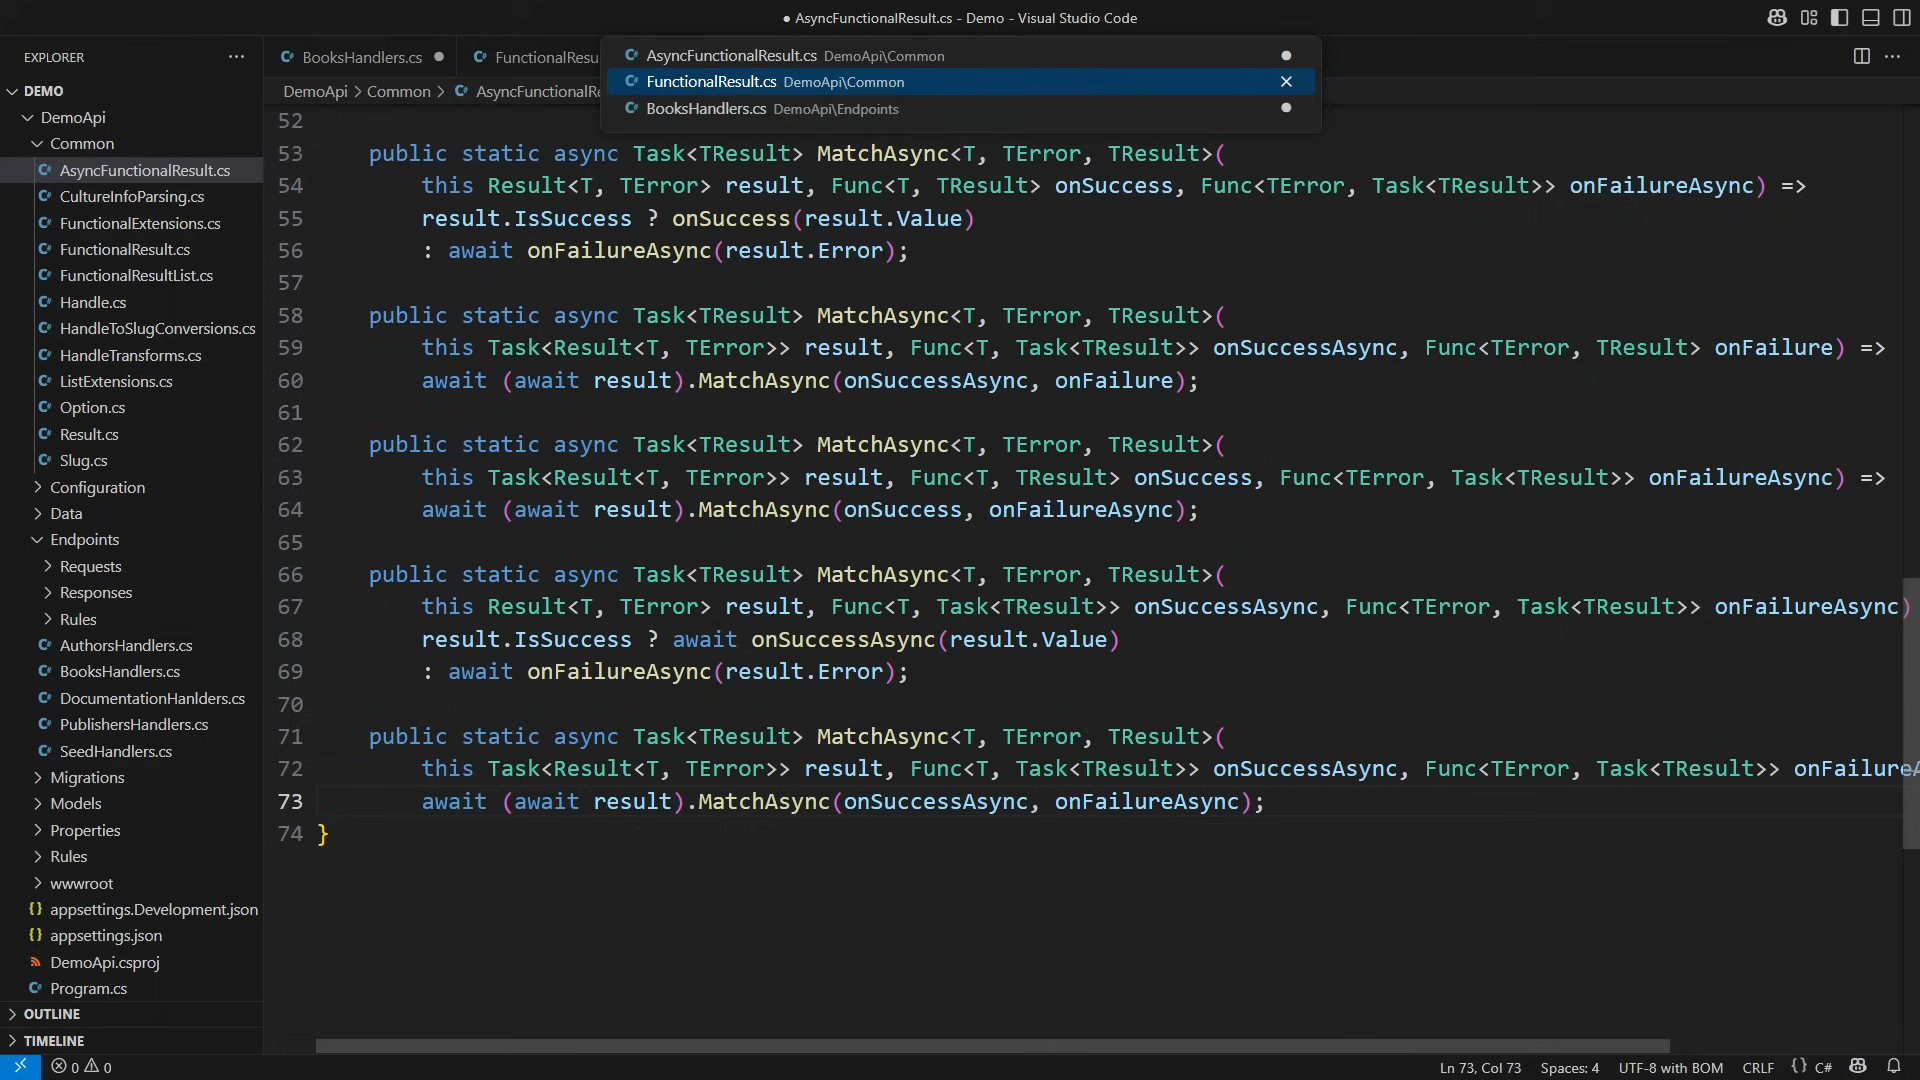 ● AsyncFunctionalResult.cs - Demo - Visual Studio Code
EXPLORER
DEMO
DemoApi
Common
AsyncFunctionalResult.cs
CultureInfoParsing.cs
FunctionalExtensions.cs
FunctionalResult.cs
FunctionalResultList.cs
Handle.cs
HandleToSlugConversions.cs
HandleTransforms.cs
ListExtensions.cs
Option.cs
Result.cs
Slug.cs
Configuration
Data
Endpoints
Requests
Responses
Rules
AuthorsHandlers.cs
BooksHandlers.cs
DocumentationHanlders.cs
PublishersHandlers.cs
SeedHandlers.cs
Migrations
Models
Properties
Rules
wwwroot
appsettings.Development.json
appsettings.json
DemoApi.csproj
Program.cs
OUTLINE
TIMELINE
BooksHandlers.cs
FunctionalResu
DemoApi > Common > AsyncFunctionalRe
AsyncFunctionalResult.cs DemoApi\Common
FunctionalResult.cs DemoApi\Common
BooksHandlers.cs DemoApi\Endpoints
52
53 public static async Task<TResult> MatchAsync<T, TError, TResult>(
54 this Result<T, TError> result, Func<T, TResult> onSuccess, Func<TError, Task<TResult>> onFailureAsync) =>
55 result.IsSuccess ? onSuccess(result.Value)
56 : await onFailureAsync(result.Error);
57
58 public static async Task<TResult> MatchAsync<T, TError, TResult>(
59 this Task<Result<T, TError>> result, Func<T, Task<TResult>> onSuccessAsync, Func<TError, TResult> onFailure) =>
60 await (await result).MatchAsync(onSuccessAsync, onFailure);
61
62 public static async Task<TResult> MatchAsync<T, TError, TResult>(
63 this Task<Result<T, TError>> result, Func<T, TResult> onSuccess, Func<TError, Task<TResult>> onFailureAsync) =>
64 await (await result).MatchAsync(onSuccess, onFailureAsync);
65
66 public static async Task<TResult> MatchAsync<T, TError, TResult>(
67 this Result<T, TError> result, Func<T, Task<TResult>> onSuccessAsync, Func<TError, Task<TResult>> onFailureAsync)
68 result.IsSuccess ? await onSuccessAsync(result.Value)
69 : await onFailureAsync(result.Error);
70
71 public static async Task<TResult> MatchAsync<T, TError, TResult>(
72 this Task<Result<T, TError>> result, Func<T, Task<TResult>> onSuccessAsync, Func<TError, Task<TResult>> onFailureA
73 await (await result).MatchAsync(onSuccessAsync, onFailureAsync);
74 }
0 0
Ln 73, Col 73 Spaces: 4 UTF-8 with BOM CRLF {} C#